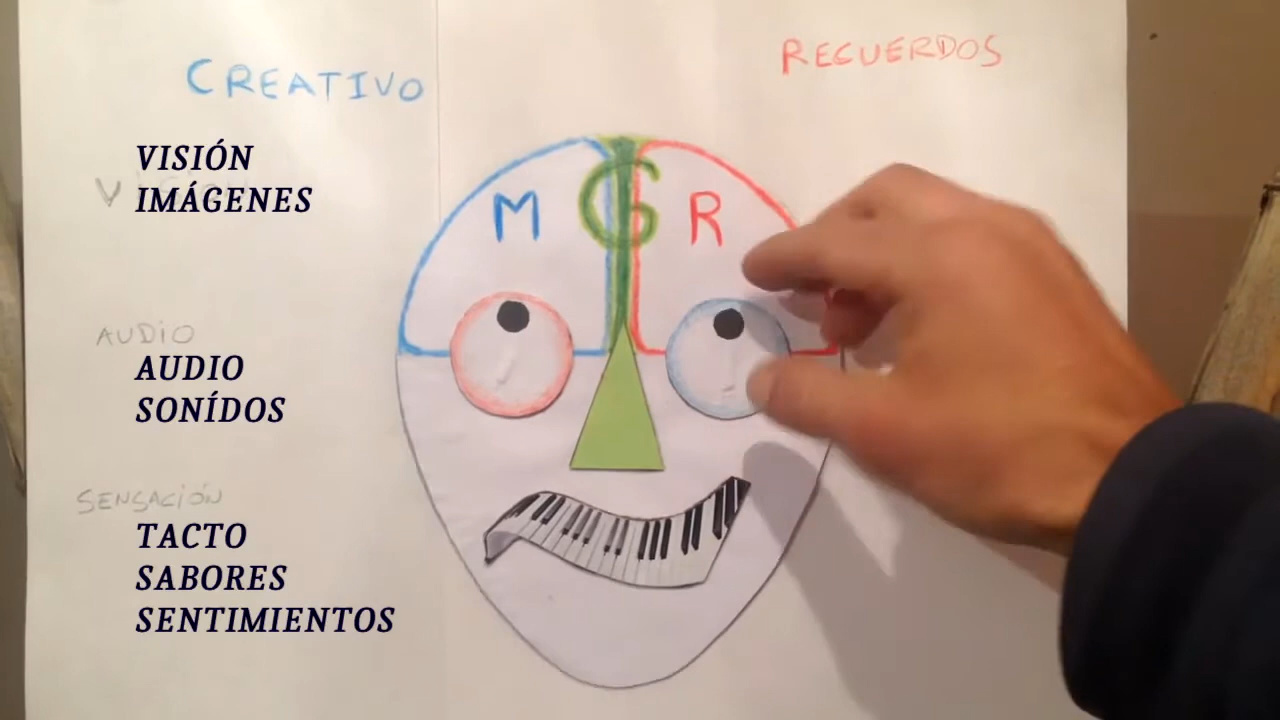 CREATIVO
RECUERDOS
VISIÓN
IMÁGENES
M G R
AUDIO
AUDIO
SONÍDOS
SENSACIÓN
TACTO
SABORES
SENTIMIENTOS